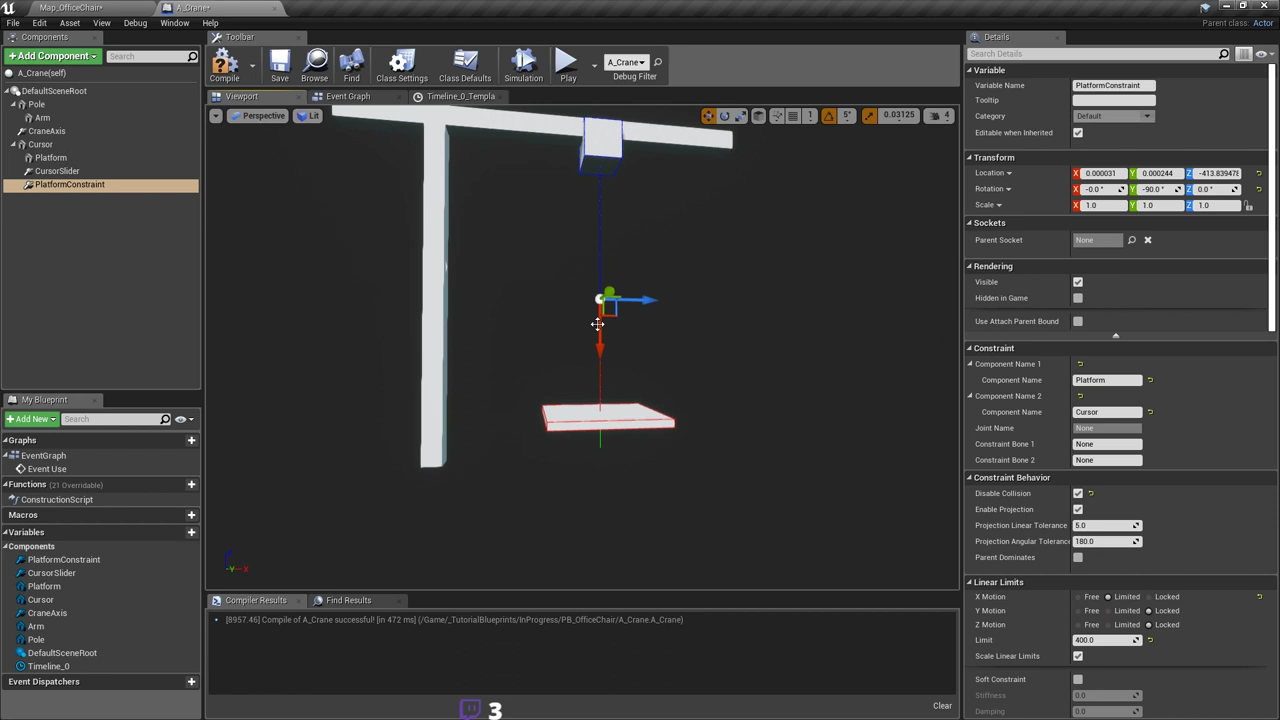 Map_OfficeChair*
A_Crane*
File Edit Asset View Debug Window Help
Parent class: Actor
Components
Toolbar
Details
Add Component
Search
Compile
Save
Browse
Find
Class Settings
Class Defaults
Simulation
Play
A_Crane
Debug Filter
Search Details
A_Crane(self)
DefaultSceneRoot
Pole
Arm
CraneAxis
Cursor
Platform
CursorSlider
PlatformConstraint
Viewport
Event Graph
Timeline_0_Templa
Perspective
Lit
1
5°
0.03125
4
Variable
Variable Name PlatformConstraint
Tooltip
Category Default
Editable when Inherited
Transform
Location X 0.000031 Y 0.000244 Z -413.839478
Rotation X -0.0 ° Y -90.0 ° Z 0.0 °
Scale X 1.0 Y 1.0 Z 1.0
Sockets
Parent Socket None
Rendering
Visible
Hidden in Game
Use Attach Parent Bound
Constraint
Component Name 1
Component Name Platform
Component Name 2
Component Name Cursor
Joint Name None
Constraint Bone 1 None
Constraint Bone 2 None
Constraint Behavior
Disable Collision
Enable Projection
Projection Linear Tolerance 5.0
Projection Angular Tolerance 180.0
Parent Dominates
Linear Limits
X Motion Free Limited Locked
Y Motion Free Limited Locked
Z Motion Free Limited Locked
Limit 400.0
Scale Linear Limits
Soft Constraint
Stiffness 0.0
Damping 0.0
My Blueprint
Add New
Search
Graphs
EventGraph
Event Use
Functions (21 Overridable)
ConstructionScript
Macros
Variables
Components
PlatformConstraint
CursorSlider
Platform
Cursor
CraneAxis
Arm
Pole
DefaultSceneRoot
Timeline_0
Event Dispatchers
Y X
Compiler Results
Find Results
[8957.46] Compile of A_Crane successful! [in 472 ms] (/Game/_TutorialBlueprints/InProgress/PB_OfficeChair/A_Crane.A_Crane)
3
Clear